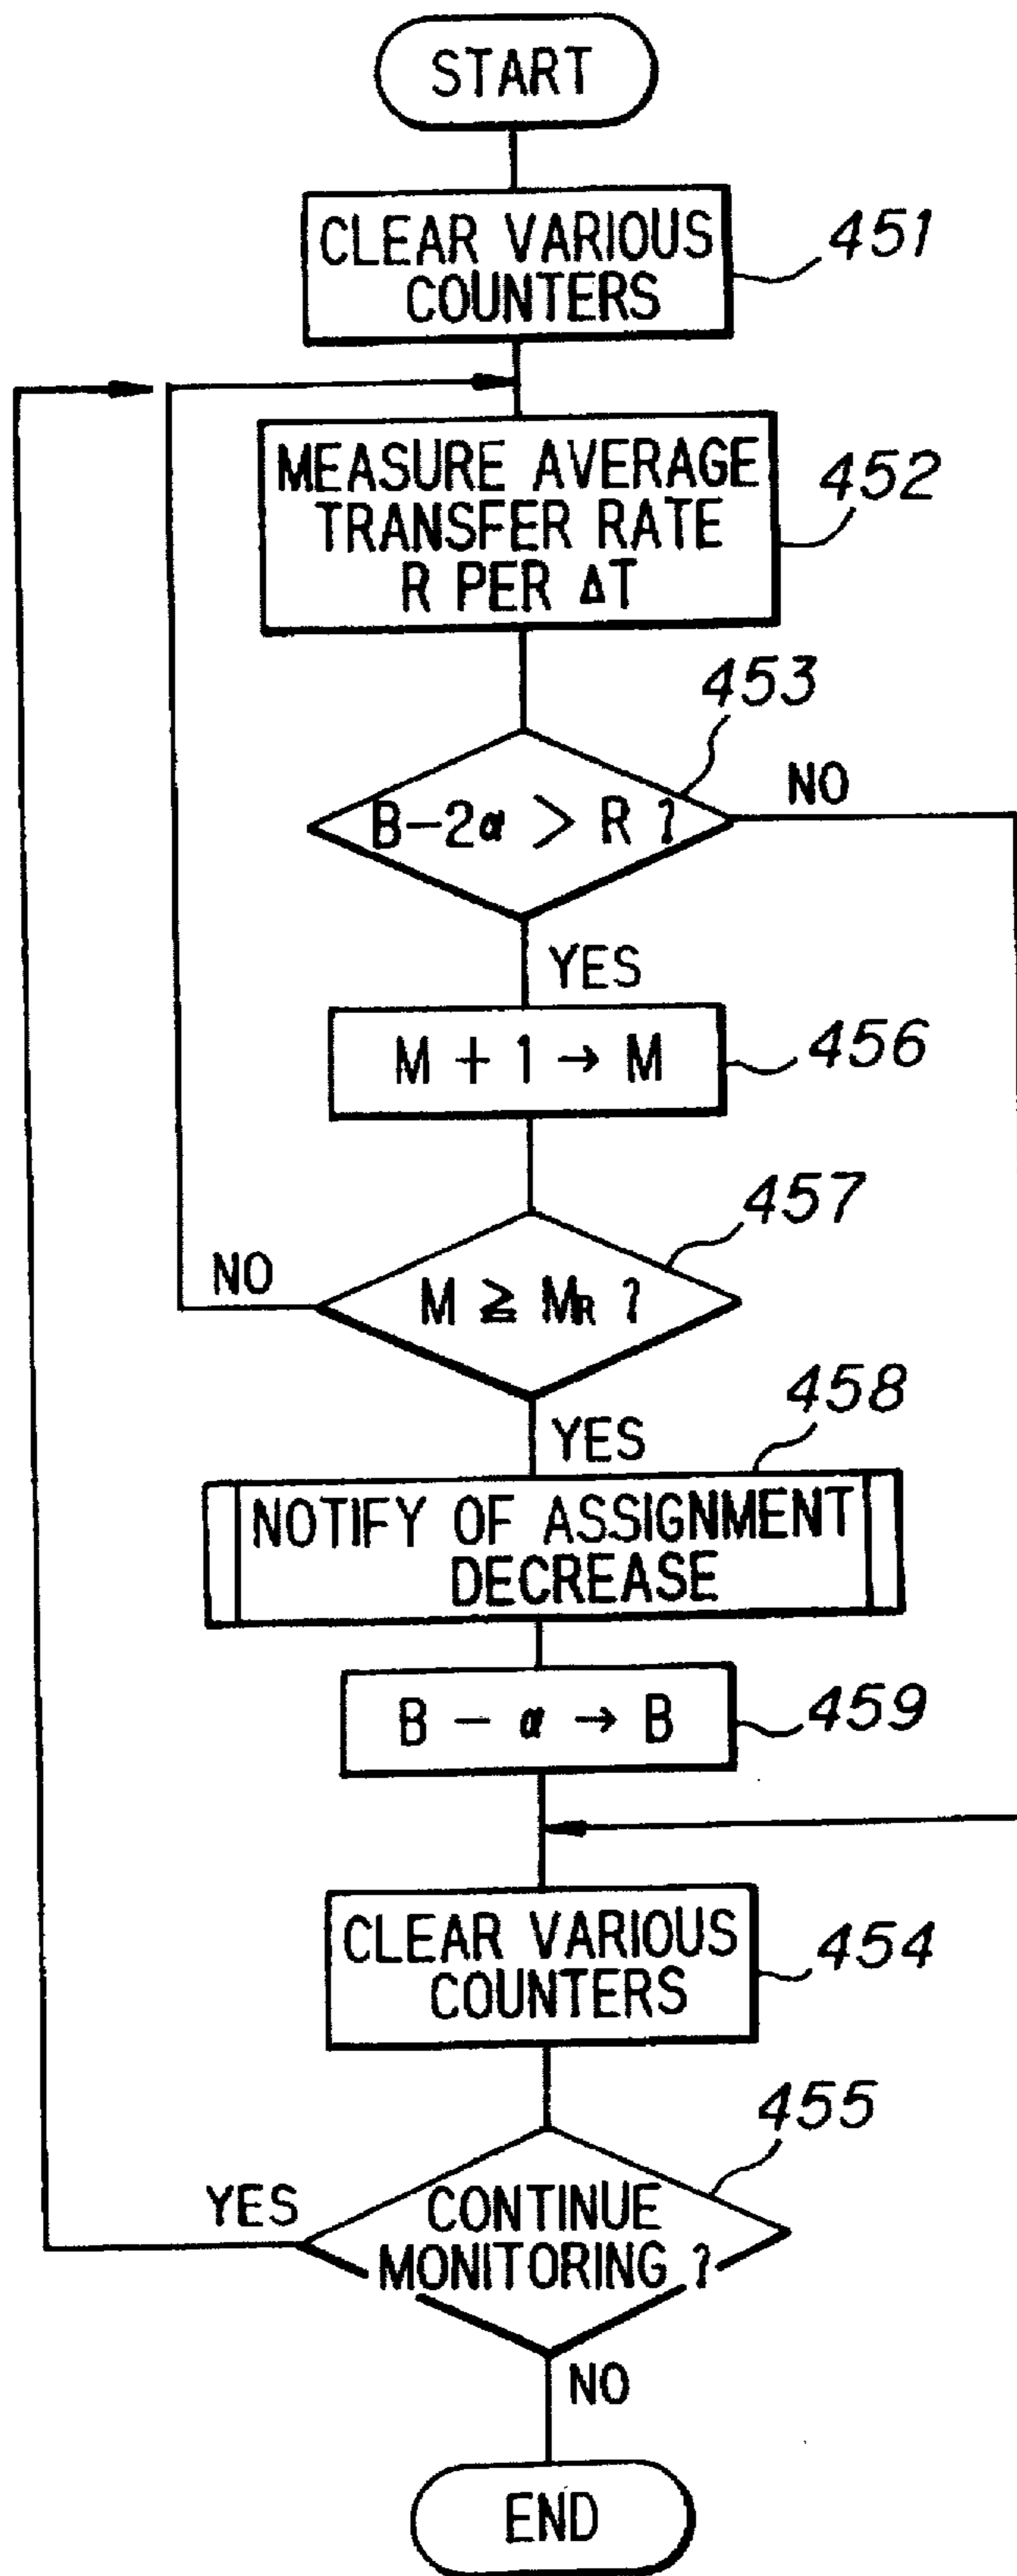 START
CLEAR VARIOUS
COUNTERS
451
MEASURE AVERAGE
TRANSFER RATE
R PER ΔT
452
453
B-2α > R ?
NO
YES
M + 1 → M
456
457
NO
M ≧ MR ?
458
YES
NOTIFY OF ASSIGNMENT
DECREASE
B - α → B
459
CLEAR VARIOUS
COUNTERS
454
455
YES
CONTINUE
MONITORING ?
NO
END